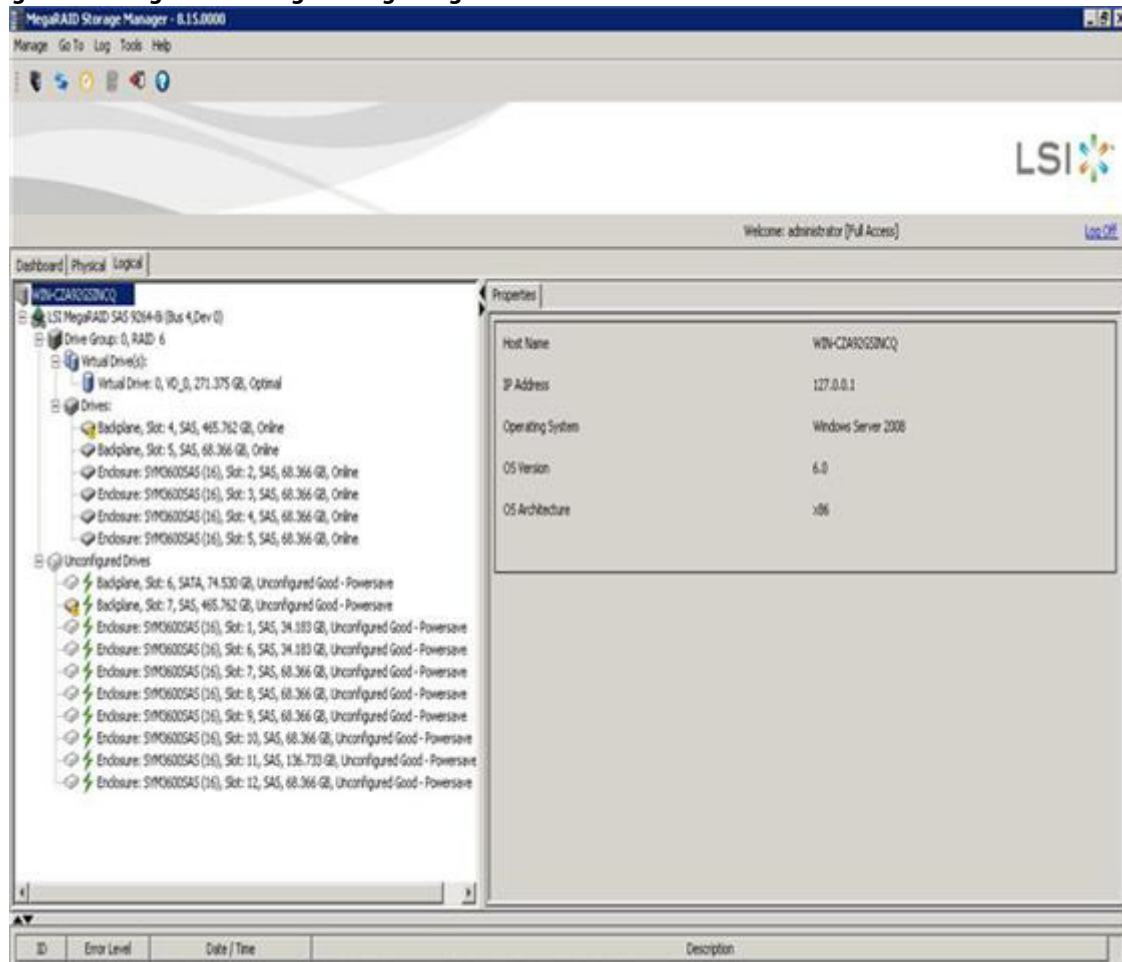 MegaRAID Storage Manager - 8.15.0000
Manage Go To Log Tools Help
LSI
Welcome: administrator [Full Access]
Log Off
Dashboard Physical Logical
WIN-CZA92GSINCQ
LSI MegaRAID SAS 9264-8i (Bus 4,Dev 0)
Drive Group: 0, RAID 6
Virtual Drive(s):
Virtual Drive: 0, VD_0, 271.375 GB, Optimal
Drives:
Backplane, Slot: 4, SAS, 465.762 GB, Online
Backplane, Slot: 5, SAS, 68.366 GB, Online
Enclosure: SYM3600SAS (16), Slot: 2, SAS, 68.366 GB, Online
Enclosure: SYM3600SAS (16), Slot: 3, SAS, 68.366 GB, Online
Enclosure: SYM3600SAS (16), Slot: 4, SAS, 68.366 GB, Online
Enclosure: SYM3600SAS (16), Slot: 5, SAS, 68.366 GB, Online
Unconfigured Drives
Backplane, Slot: 6, SATA, 74.530 GB, Unconfigured Good - Powersave
Backplane, Slot: 7, SAS, 465.762 GB, Unconfigured Good - Powersave
Enclosure: SYM3600SAS (16), Slot: 1, SAS, 34.183 GB, Unconfigured Good - Powersave
Enclosure: SYM3600SAS (16), Slot: 6, SAS, 34.183 GB, Unconfigured Good - Powersave
Enclosure: SYM3600SAS (16), Slot: 7, SAS, 68.366 GB, Unconfigured Good - Powersave
Enclosure: SYM3600SAS (16), Slot: 8, SAS, 68.366 GB, Unconfigured Good - Powersave
Enclosure: SYM3600SAS (16), Slot: 9, SAS, 68.366 GB, Unconfigured Good - Powersave
Enclosure: SYM3600SAS (16), Slot: 10, SAS, 68.366 GB, Unconfigured Good - Powersave
Enclosure: SYM3600SAS (16), Slot: 11, SAS, 136.733 GB, Unconfigured Good - Powersave
Enclosure: SYM3600SAS (16), Slot: 12, SAS, 68.366 GB, Unconfigured Good - Powersave
Properties
Host Name WIN-CZA92GSINCQ
IP Address 127.0.0.1
Operating System Windows Server 2008
OS Version 6.0
OS Architecture x86
ID Error Level Date / Time Description